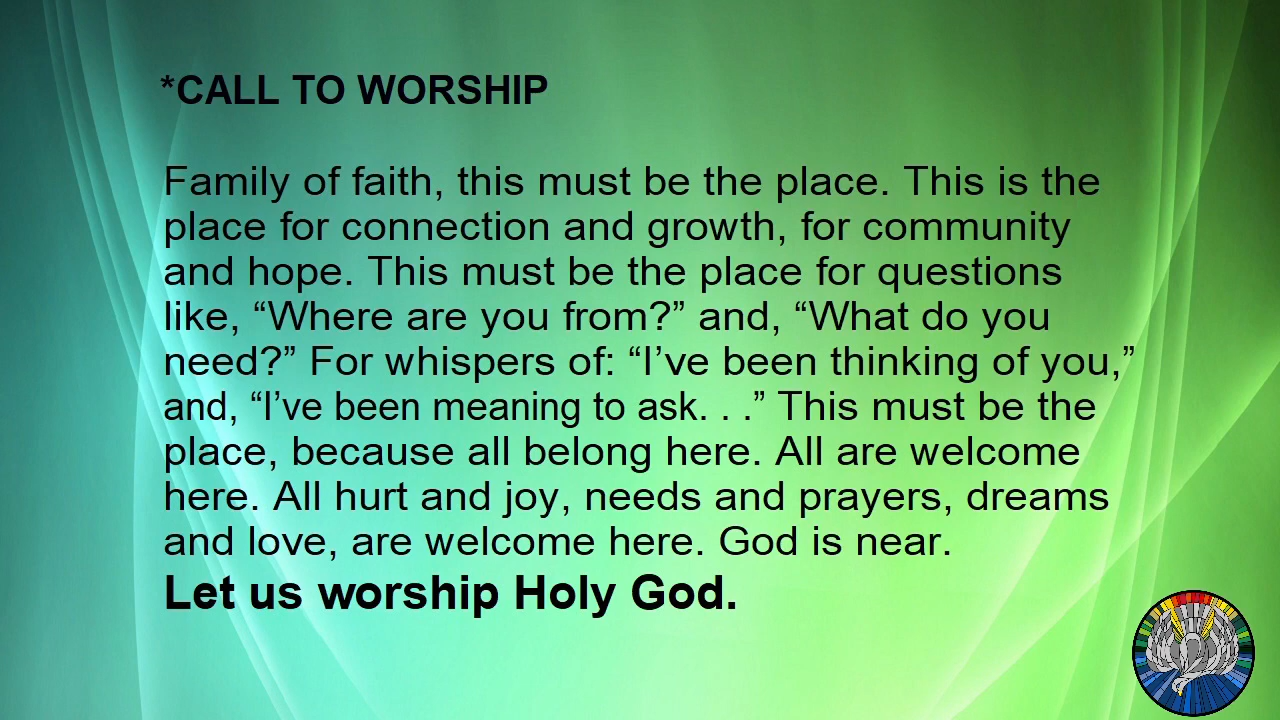 *CALL TO WORSHIP
Family of faith, this must be the place. This is the
place for connection and growth, for community
and hope. This must be the place for questions
like, “Where are you from?” and, “What do you
need?” For whispers of: “I’ve been thinking of you,”
and, “I’ve been meaning to ask. . .” This must be the
place, because all belong here. All are welcome
here. All hurt and joy, needs and prayers, dreams
and love, are welcome here. God is near.
Let us worship Holy God.